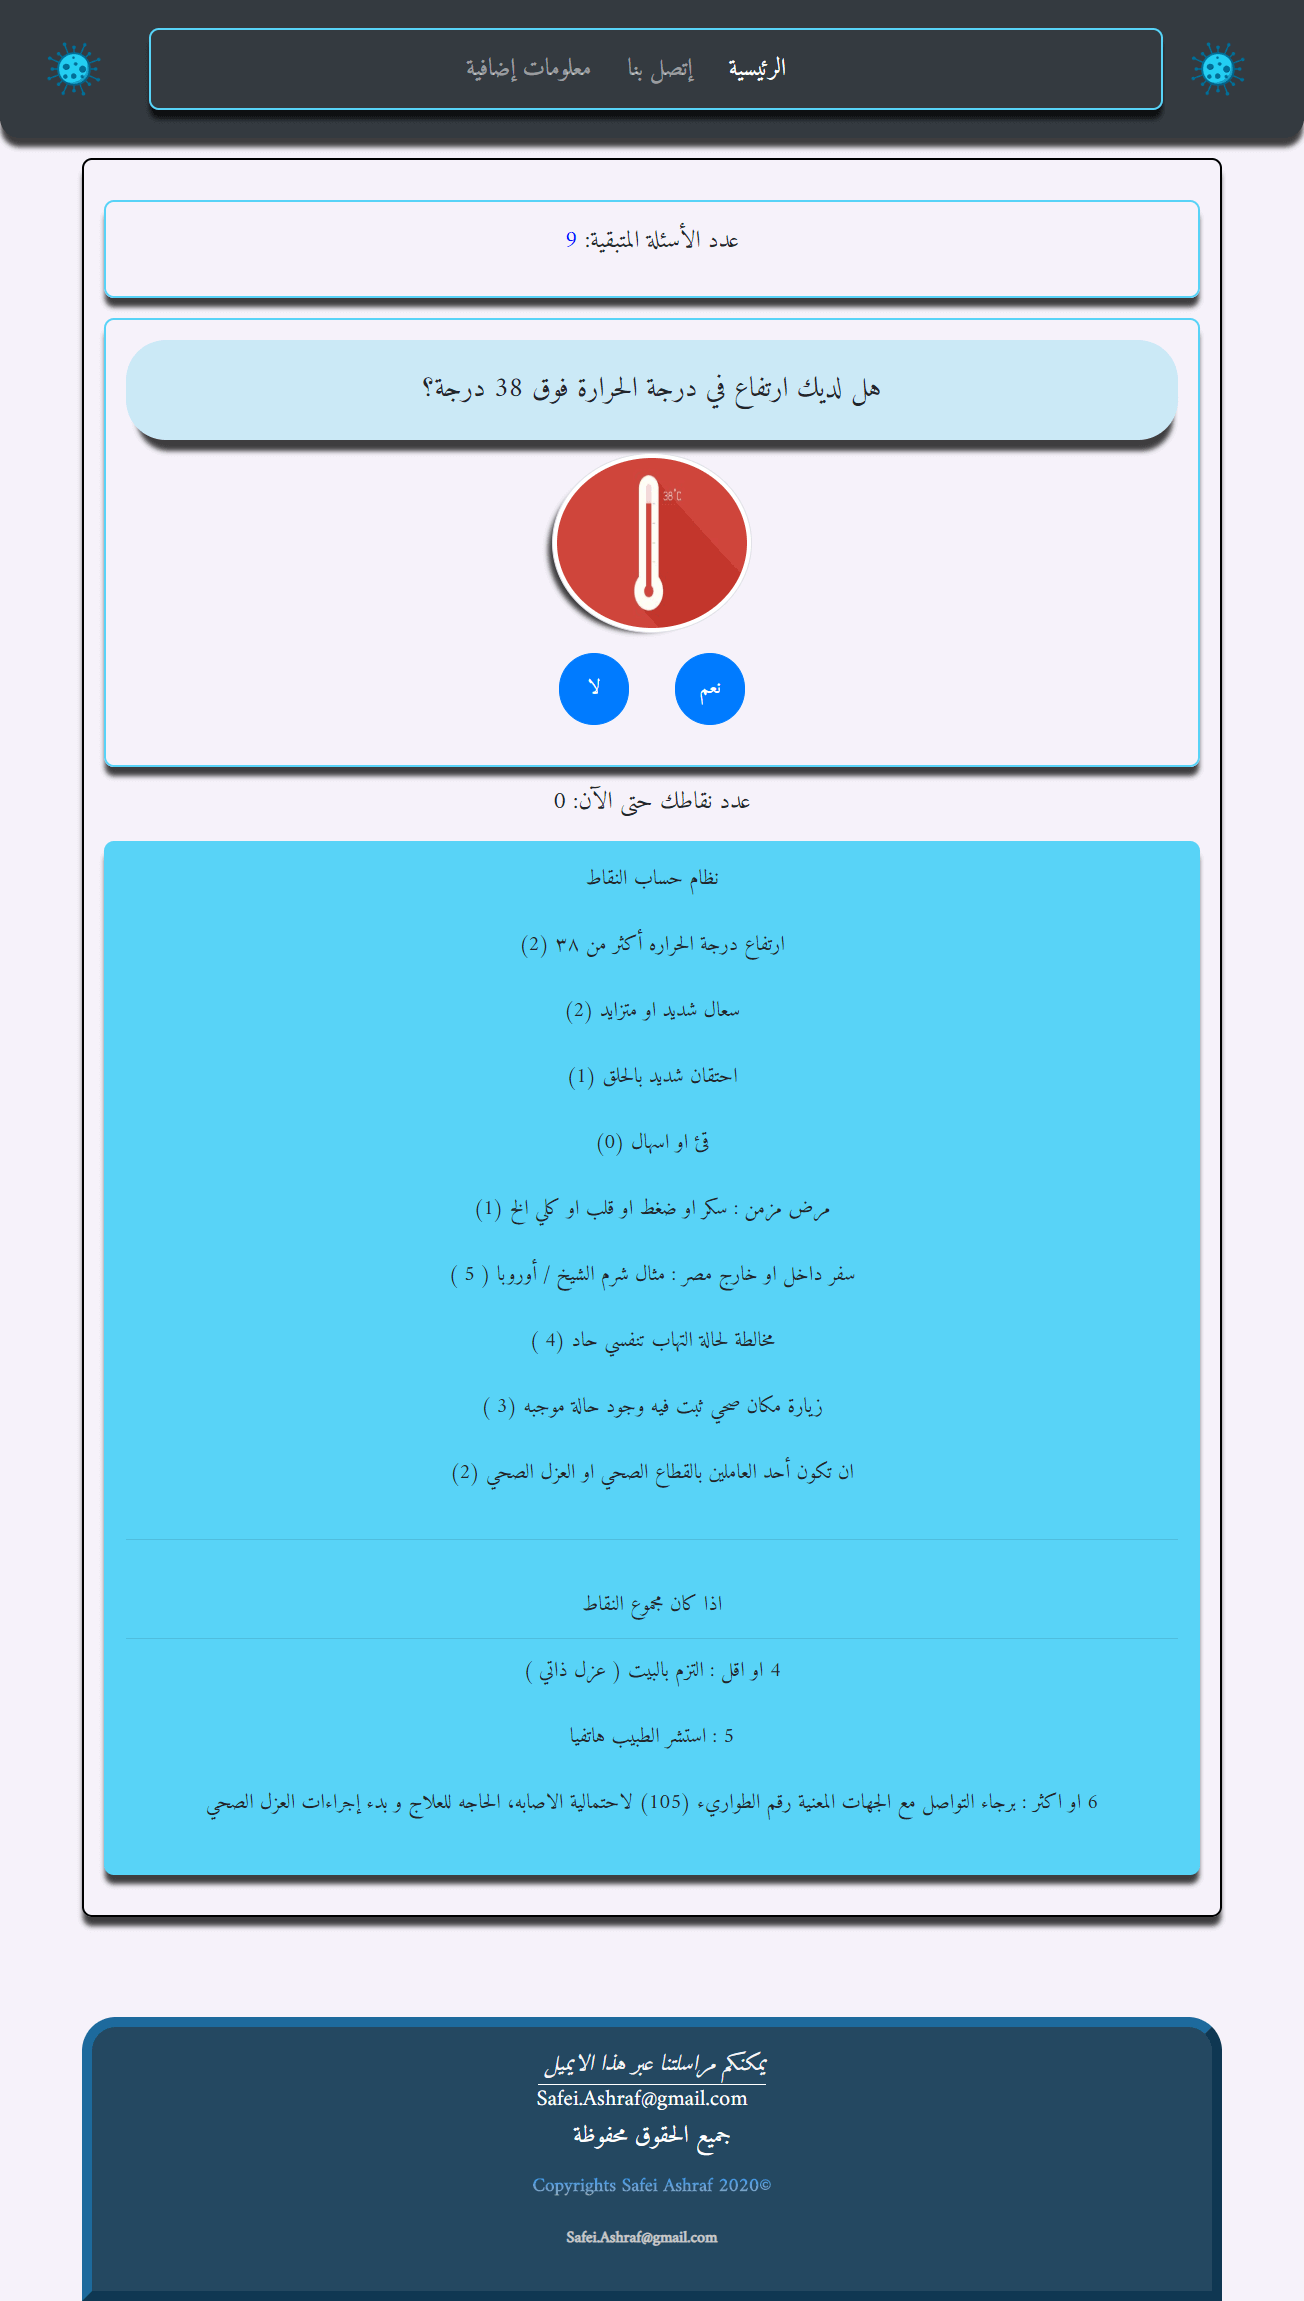 الرئيسية إتصل بنا معلومات إضافية
عدد الأسئلة المتبقية: 9
هل لديك ارتفاع في درجة الحرارة فوق 38 درجة؟
38°C
نعم لا
عدد نقاطك حتى الآن: 0
نظام حساب النقاط
ارتفاع درجة الحراره أكثر من ٣٨ (2)
سعال شديد او متزايد (2)
احتقان شديد بالحلق (1)
قئ او اسهال (0)
مرض مزمن : سكر او ضغط او قلب او كلي الخ (1)
سفر داخل او خارج مصر : مثال شرم الشيخ / أوروبا ( 5 )
مخالطة لحالة التهاب تنفسي حاد (4 )
زيارة مكان صحي ثبت فيه وجود حالة موجبه (3 )
ان تكون أحد العاملين بالقطاع الصحي او العزل الصحي (2)
اذا كان مجموع النقاط
4 او اقل : التزم بالبيت ( عزل ذاتي )
5 : استشر الطبيب هاتفيا
6 او اكثر : برجاء التواصل مع الجهات المعنية رقم الطواريء (105) لاحتمالية الاصابه، الحاجه للعلاج و بدء إجراءات العزل الصحي
يمكنكم مراسلتنا عبر هذا الايميل
Safei.Ashraf@gmail.com
جميع الحقوق محفوظة
Copyrights Safei Ashraf 2020©
Safei.Ashraf@gmail.com